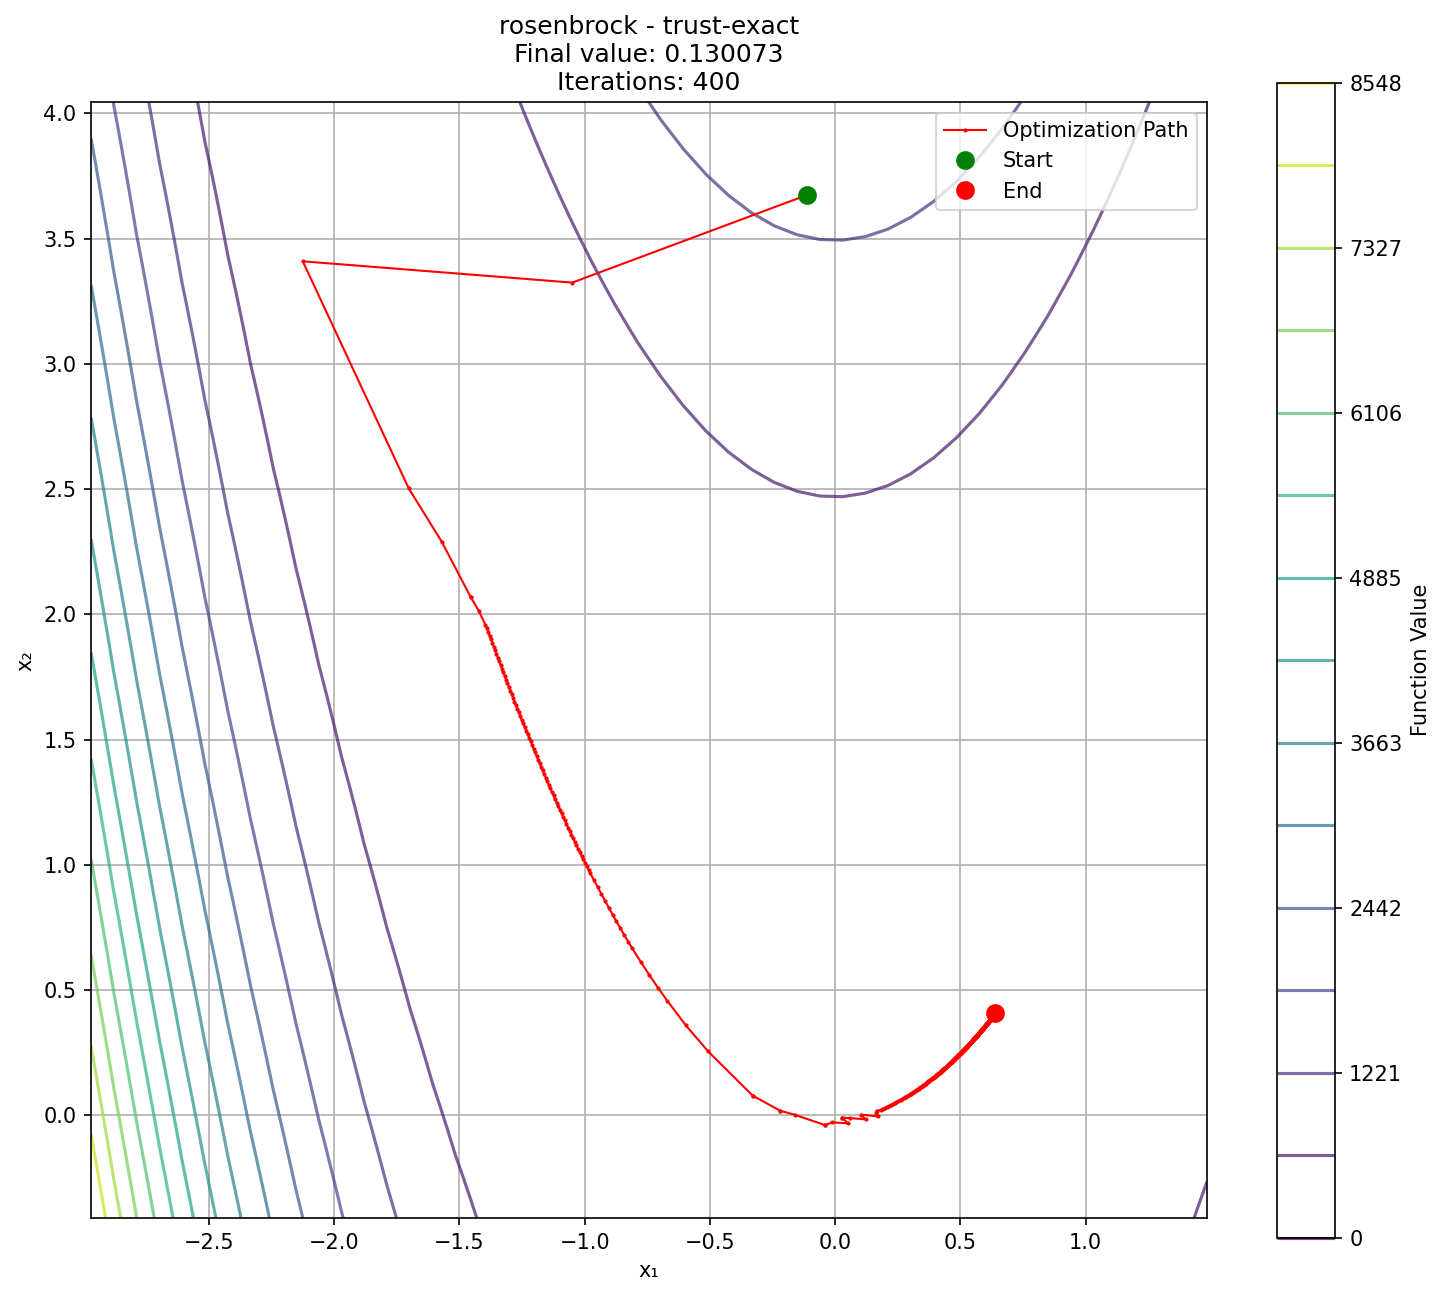 rosenbrock - trust-exact
Final value: 0.130073
Iterations: 400
Optimization Path
Start
End
4.0
3.5
3.0
2.5
2.0
1.5
1.0
0.5
0.0
x₂
−2.5
−2.0
−1.5
−1.0
−0.5
0.0
0.5
1.0
x₁
8548
7327
6106
4885
3663
2442
1221
0
Function Value